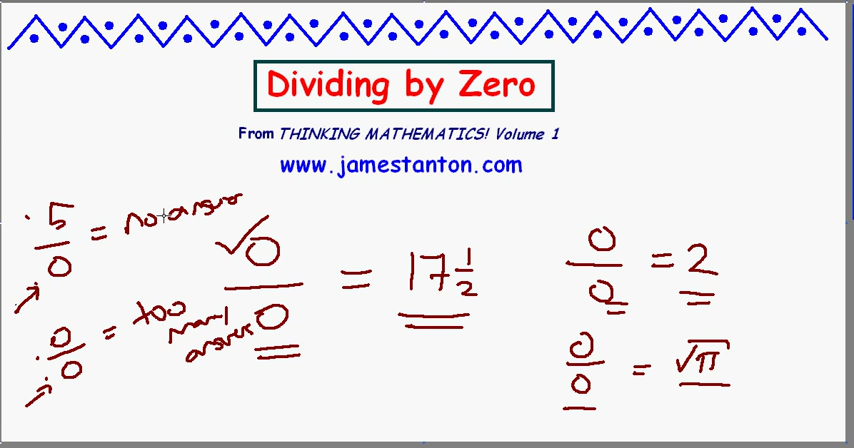 Dividing by Zero
From THINKING MATHEMATICS! Volume 1
www.jamestanton.com
5/0 = no answer
0/0 = too many answers
0/0 = 17 1/2
0/0 = 2
0/0 = √π